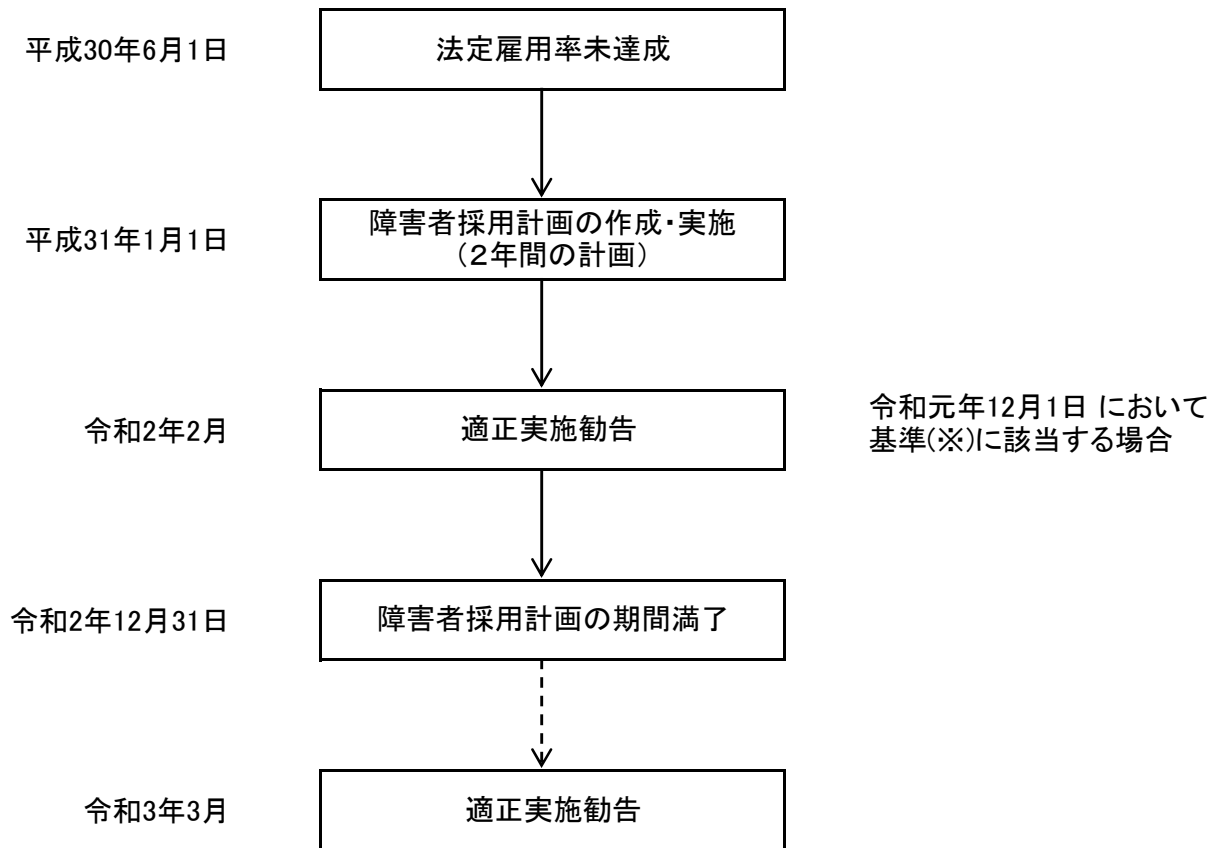 平成30年6月1日
法定雇用率未達成
平成31年1月1日
障害者採用計画の作成・実施
(2年間の計画)
令和2年2月
適正実施勧告
令和元年12月1日 において
基準(※)に該当する場合
令和2年12月31日
障害者採用計画の期間満了
令和3年3月
適正実施勧告